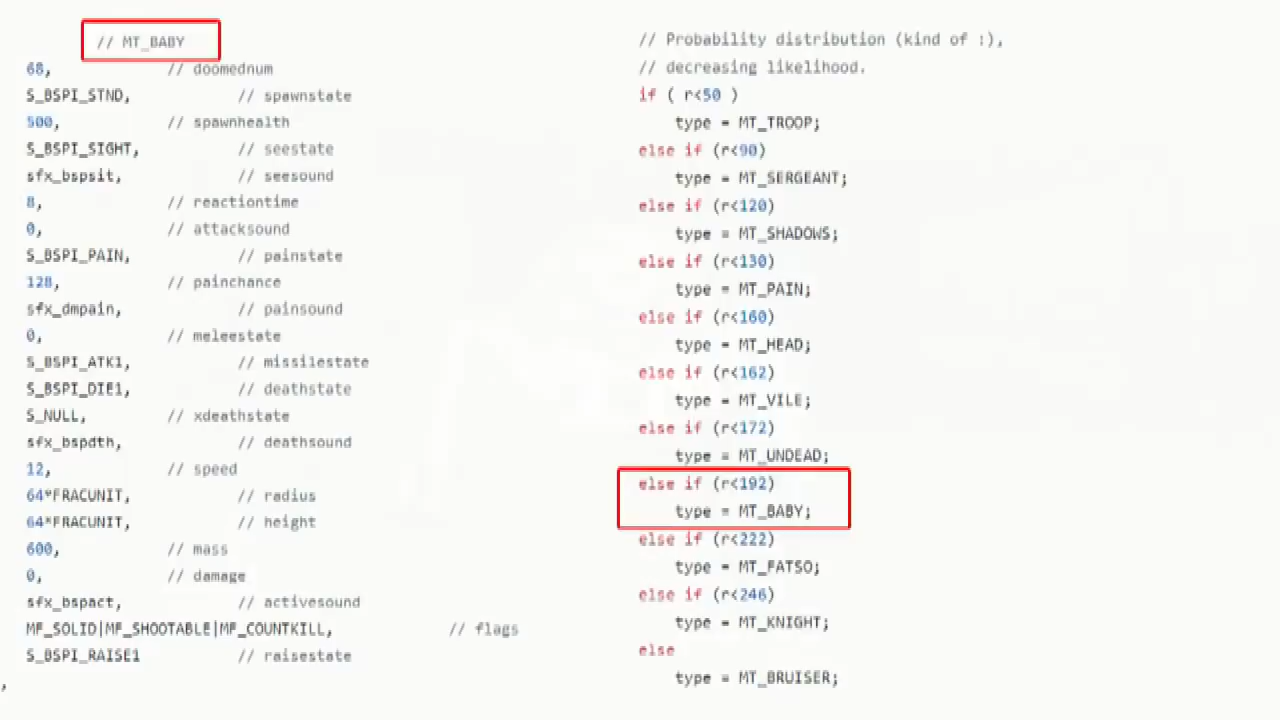 // MT_BABY
68, // doomednum
S_BSPI_STND, // spawnstate
500, // spawnhealth
S_BSPI_SIGHT, // seestate
sfx_bspsit, // seesound
8, // reactiontime
0, // attacksound
S_BSPI_PAIN, // painstate
128, // painchance
sfx_dmpain, // painsound
0, // meleestate
S_BSPI_ATK1, // missilestate
S_BSPI_DIE1, // deathstate
S_NULL, // xdeathstate
sfx_bspdth, // deathsound
12, // speed
64*FRACUNIT, // radius
64*FRACUNIT, // height
600, // mass
0, // damage
sfx_bspact, // activesound
MF_SOLID|MF_SHOOTABLE|MF_COUNTKILL, // flags
S_BSPI_RAISE1 // raisestate
,
// Probability distribution (kind of :),
// decreasing likelihood.
if ( r<50 )
type = MT_TROOP;
else if (r<90)
type = MT_SERGEANT;
else if (r<120)
type = MT_SHADOWS;
else if (r<130)
type = MT_PAIN;
else if (r<160)
type = MT_HEAD;
else if (r<162)
type = MT_VILE;
else if (r<172)
type = MT_UNDEAD;
else if (r<192)
type = MT_BABY;
else if (r<222)
type = MT_FATSO;
else if (r<246)
type = MT_KNIGHT;
else
type = MT_BRUISER;